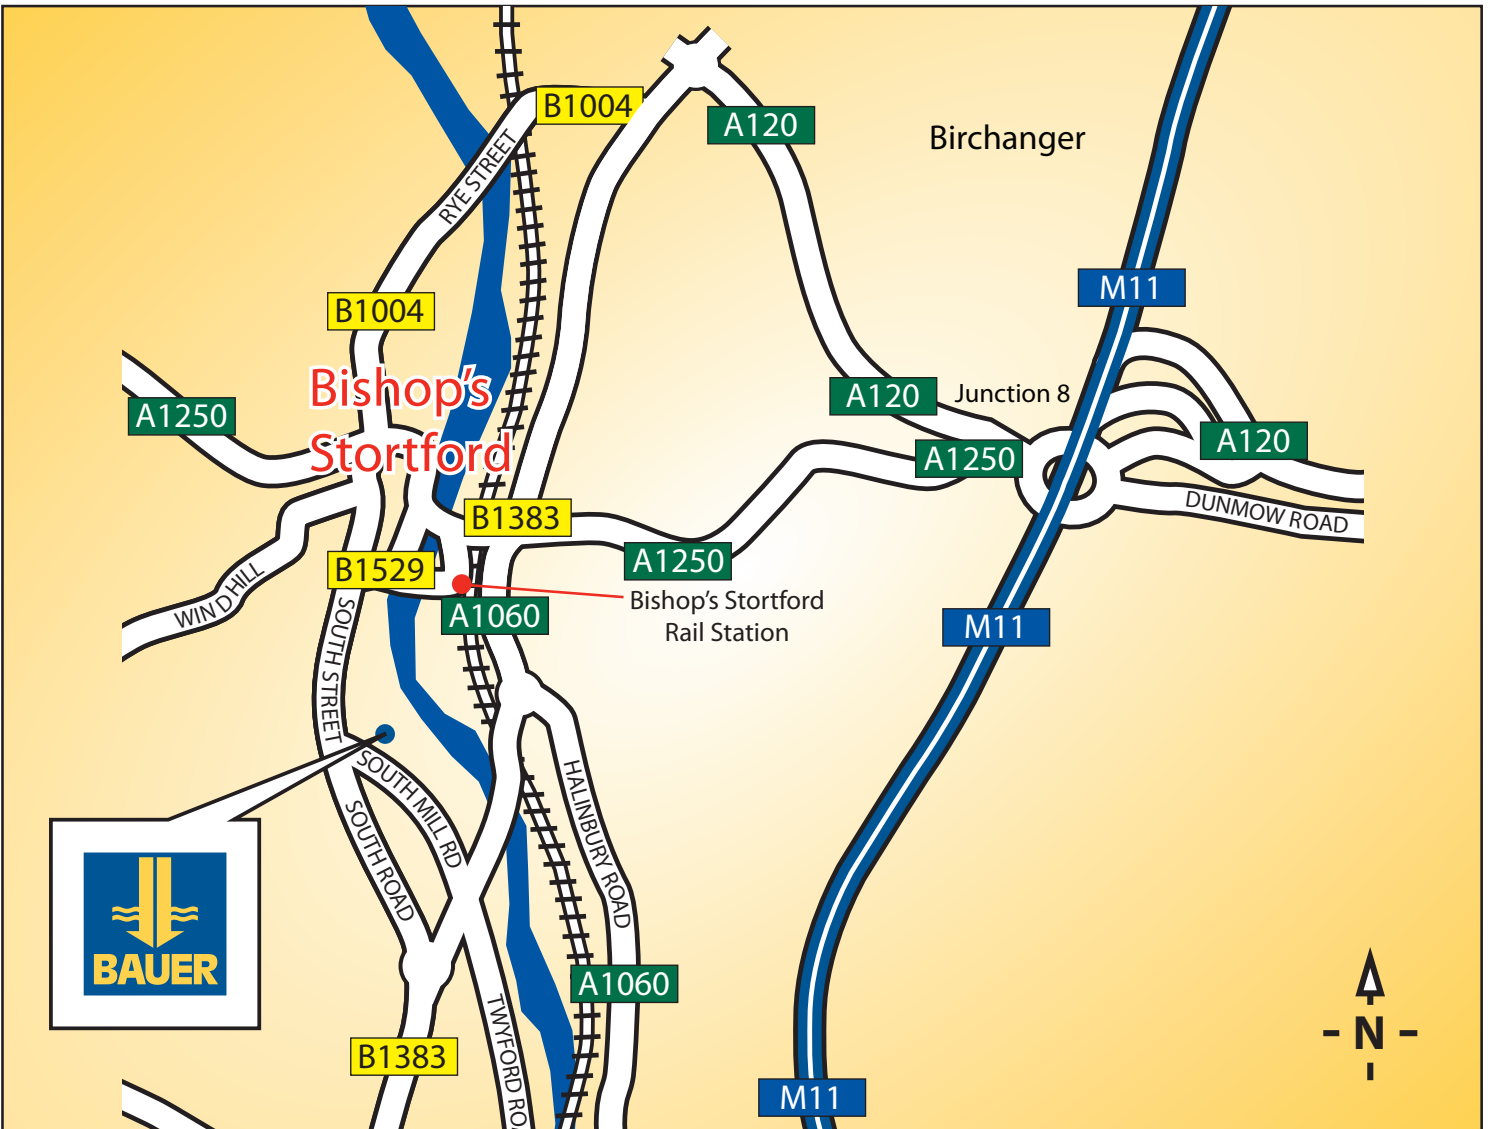 B1004
A120
Birchanger
RYE STREET
M11
B1004
Bishop's
Stortford
A1250
A120
Junction 8
A120
A1250
DUNMOW ROAD
B1383
A1250
B1529
WIND HILL
A1060
Bishop's Stortford
Rail Station
M11
SOUTH STREET
SOUTH MILL RD
HALINBURY ROAD
SOUTH ROAD
BAUER
A1060
TWYFORD ROA
N
B1383
M11